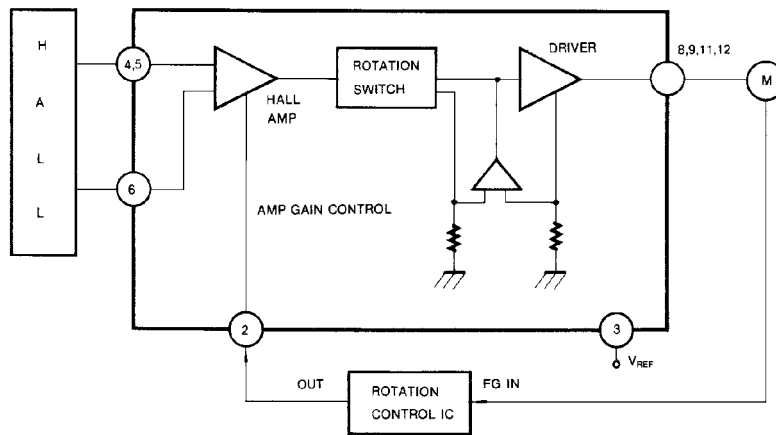 H
A
L
L
4,5
6
HALL
AMP
ROTATION
SWITCH
DRIVER
8,9,11,12
M
AMP GAIN CONTROL
2
3
VREF
OUT
ROTATION
CONTROL IC
FG IN